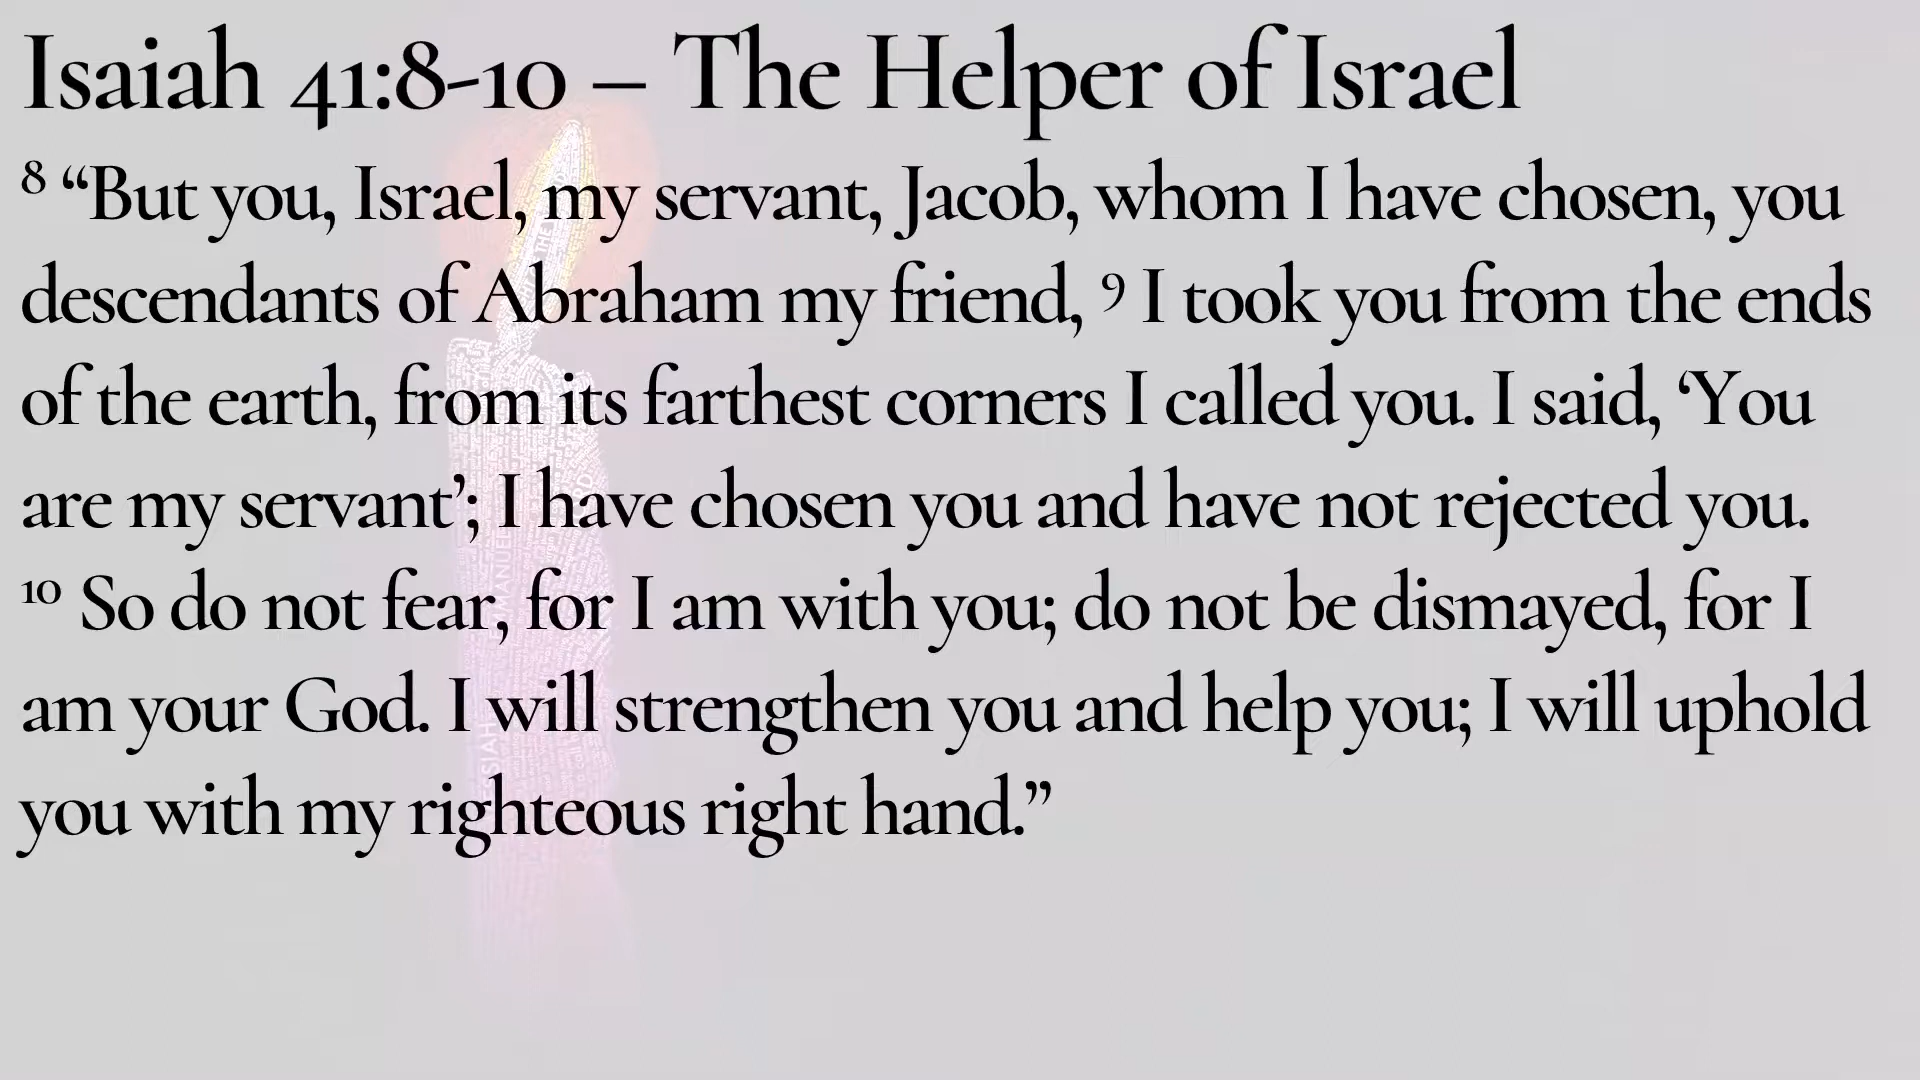 Isaiah 41:8-10 – The Helper of Israel
8 “But you, Israel, my servant, Jacob, whom I have chosen, you
descendants of Abraham my friend, 9 I took you from the ends
of the earth, from its farthest corners I called you. I said, ‘You
are my servant’; I have chosen you and have not rejected you.
10 So do not fear, for I am with you; do not be dismayed, for I
am your God. I will strengthen you and help you; I will uphold
you with my righteous right hand.”